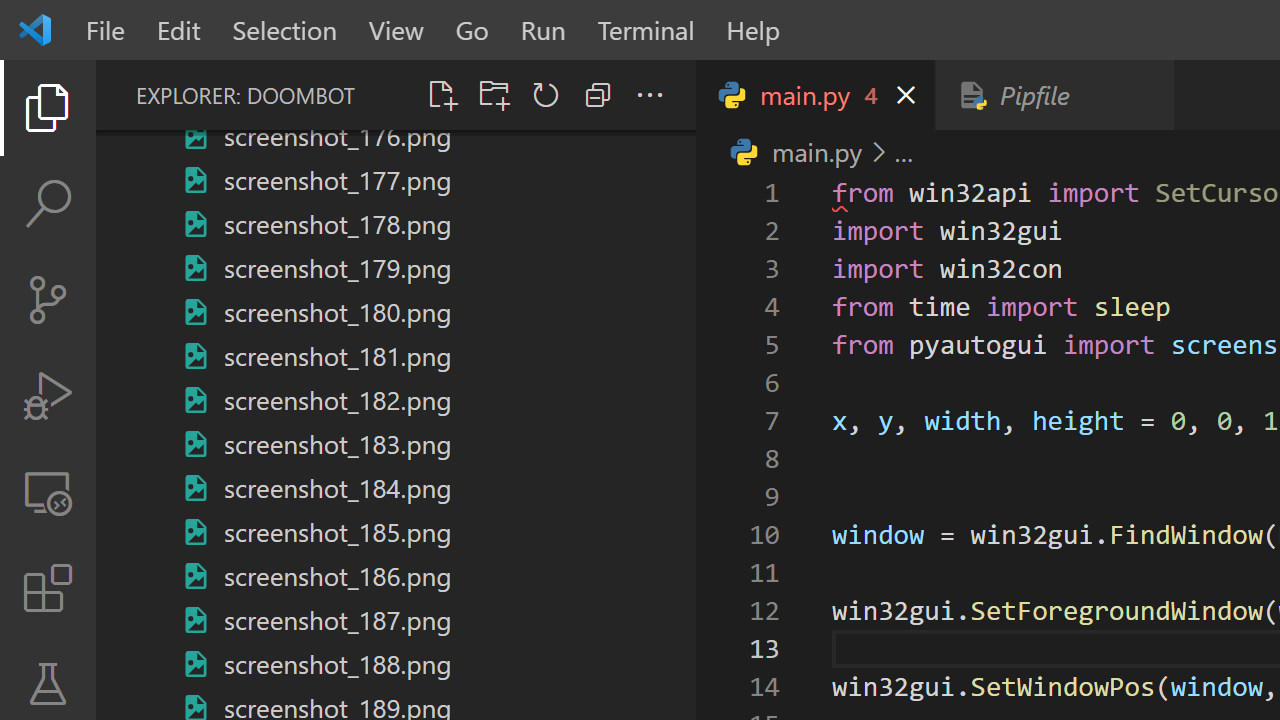 File Edit Selection View Go Run Terminal Help
EXPLORER: DOOMBOT
screenshot_176.png
screenshot_177.png
screenshot_178.png
screenshot_179.png
screenshot_180.png
screenshot_181.png
screenshot_182.png
screenshot_183.png
screenshot_184.png
screenshot_185.png
screenshot_186.png
screenshot_187.png
screenshot_188.png
screenshot_189.png
main.py 4 Pipfile
main.py > ...
1 from win32api import SetCurso
2 import win32gui
3 import win32con
4 from time import sleep
5 from pyautogui import screens
6
7 x, y, width, height = 0, 0, 1
8
9
10 window = win32gui.FindWindow(
11
12 win32gui.SetForegroundWindow(
13
14 win32gui.SetWindowPos(window,
15